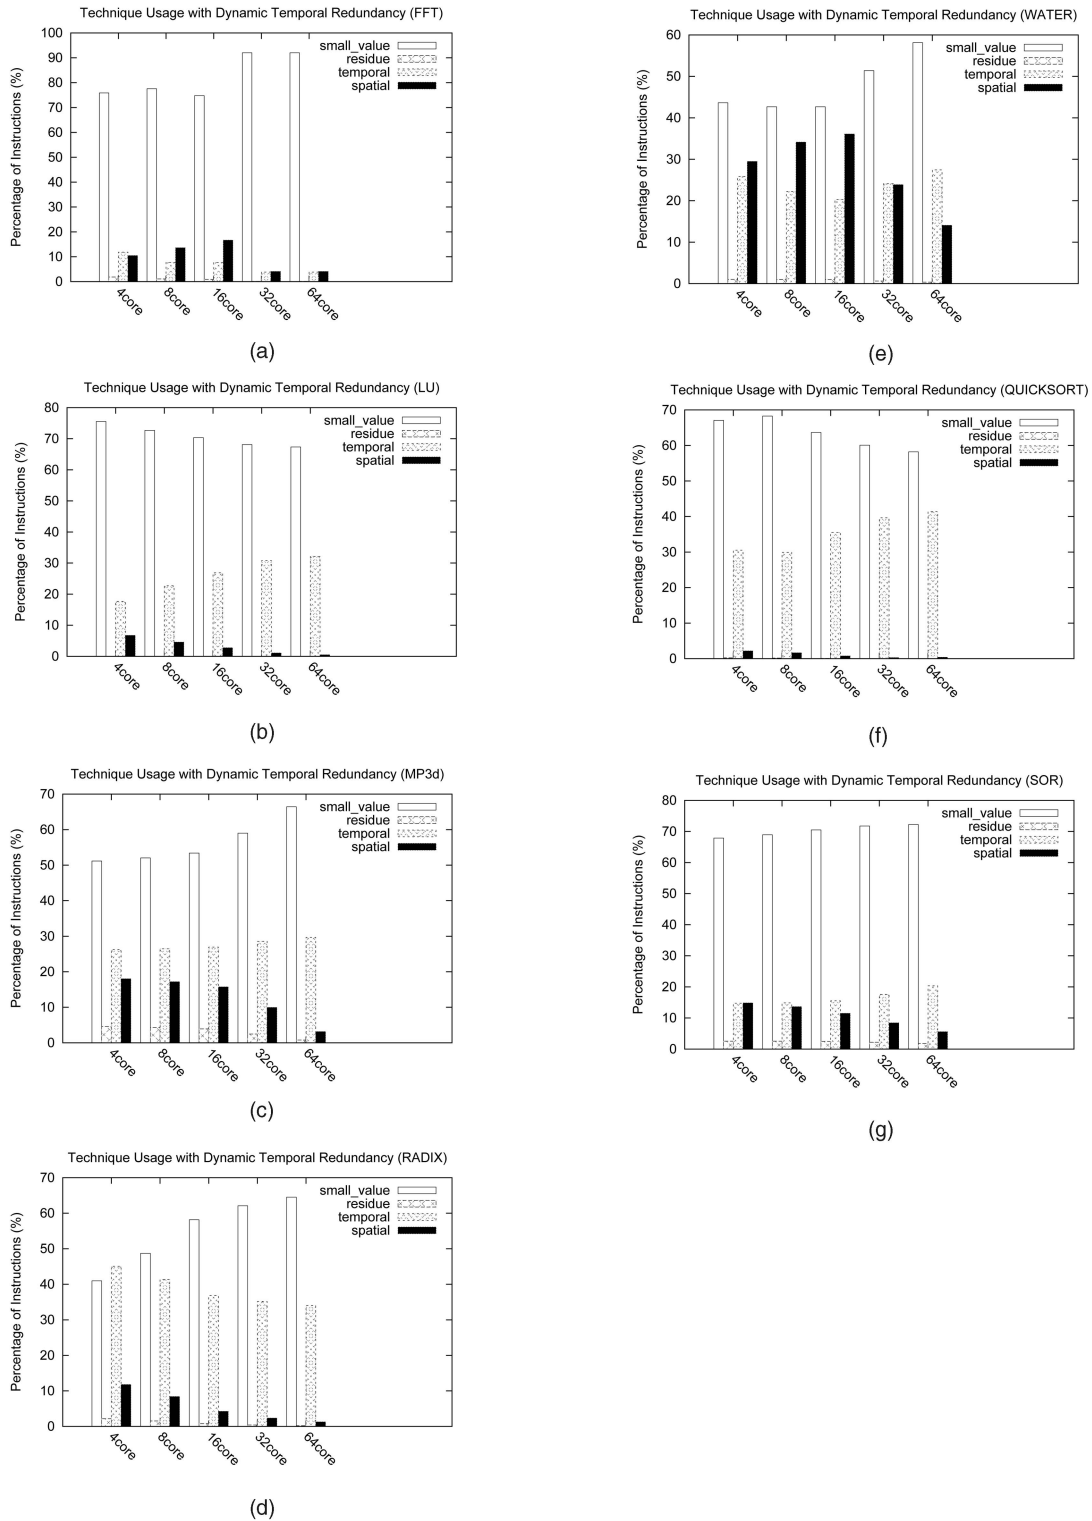 Technique Usage with Dynamic Temporal Redundancy (FFT)
Percentage of Instructions (%)
100
90
80
70
60
50
40
30
20
10
0
small_value
residue
temporal
spatial
4core
8core
16core
32core
64core
(a)
Technique Usage with Dynamic Temporal Redundancy (LU)
Percentage of Instructions (%)
80
70
60
50
40
30
20
10
0
small_value
residue
temporal
spatial
4core
8core
16core
32core
64core
(b)
Technique Usage with Dynamic Temporal Redundancy (MP3d)
Percentage of Instructions (%)
70
60
50
40
30
20
10
0
small_value
residue
temporal
spatial
4core
8core
16core
32core
64core
(c)
Technique Usage with Dynamic Temporal Redundancy (RADIX)
Percentage of Instructions (%)
70
60
50
40
30
20
10
0
small_value
residue
temporal
spatial
4core
8core
16core
32core
64core
(d)
Technique Usage with Dynamic Temporal Redundancy (WATER)
Percentage of Instructions (%)
60
50
40
30
20
10
0
small_value
residue
temporal
spatial
4core
8core
16core
32core
64core
(e)
Technique Usage with Dynamic Temporal Redundancy (QUICKSORT)
Percentage of Instructions (%)
70
60
50
40
30
20
10
0
small_value
residue
temporal
spatial
4core
8core
16core
32core
64core
(f)
Technique Usage with Dynamic Temporal Redundancy (SOR)
Percentage of Instructions (%)
80
70
60
50
40
30
20
10
0
small_value
residue
temporal
spatial
4core
8core
16core
32core
64core
(g)